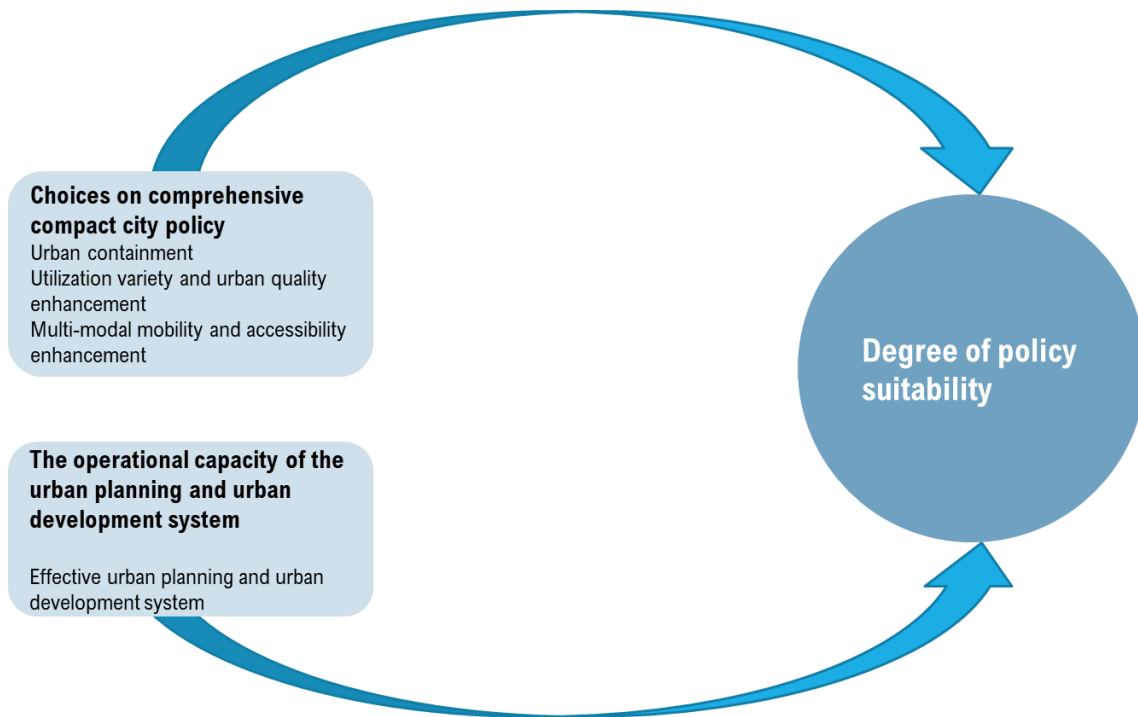 Choices on comprehensive
compact city policy
Urban containment
Utilization variety and urban quality
enhancement
Multi-modal mobility and accessibility
enhancement
The operational capacity of the
urban planning and urban
development system
Effective urban planning and urban
development system
Degree of policy
suitability